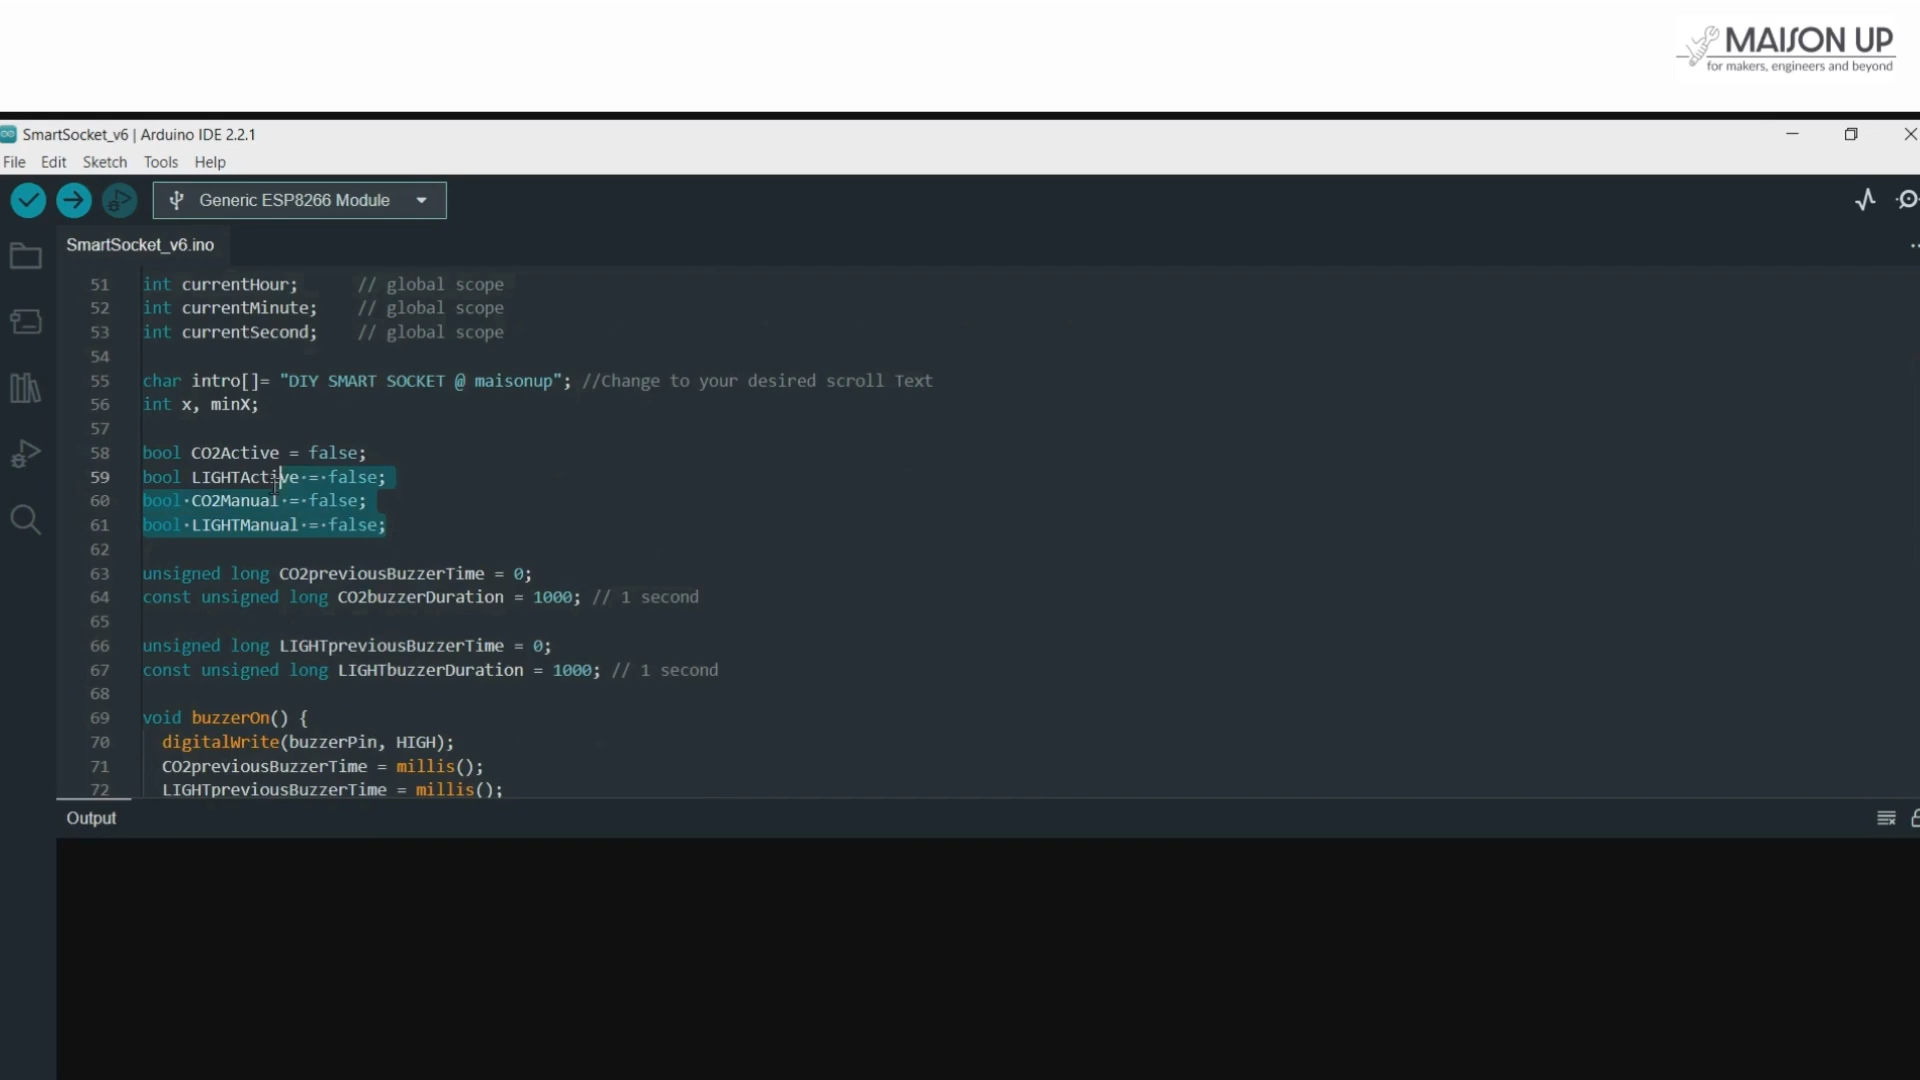 MAISON UP
for makers, engineers and beyond
SmartSocket_v6 | Arduino IDE 2.2.1
File Edit Sketch Tools Help
Generic ESP8266 Module
SmartSocket_v6.ino
51 int currentHour; // global scope
52 int currentMinute; // global scope
53 int currentSecond; // global scope
54
55 char intro[]= "DIY SMART SOCKET @ maisonup"; //Change to your desired scroll Text
56 int x, minX;
57
58 bool CO2Active = false;
59 bool LIGHTActive = false;
60 bool CO2Manual = false;
61 bool LIGHTManual = false;
62
63 unsigned long CO2previousBuzzerTime = 0;
64 const unsigned long CO2buzzerDuration = 1000; // 1 second
65
66 unsigned long LIGHTpreviousBuzzerTime = 0;
67 const unsigned long LIGHTbuzzerDuration = 1000; // 1 second
68
69 void buzzerOn() {
70 digitalWrite(buzzerPin, HIGH);
71 CO2previousBuzzerTime = millis();
72 LIGHTpreviousBuzzerTime = millis();
Output